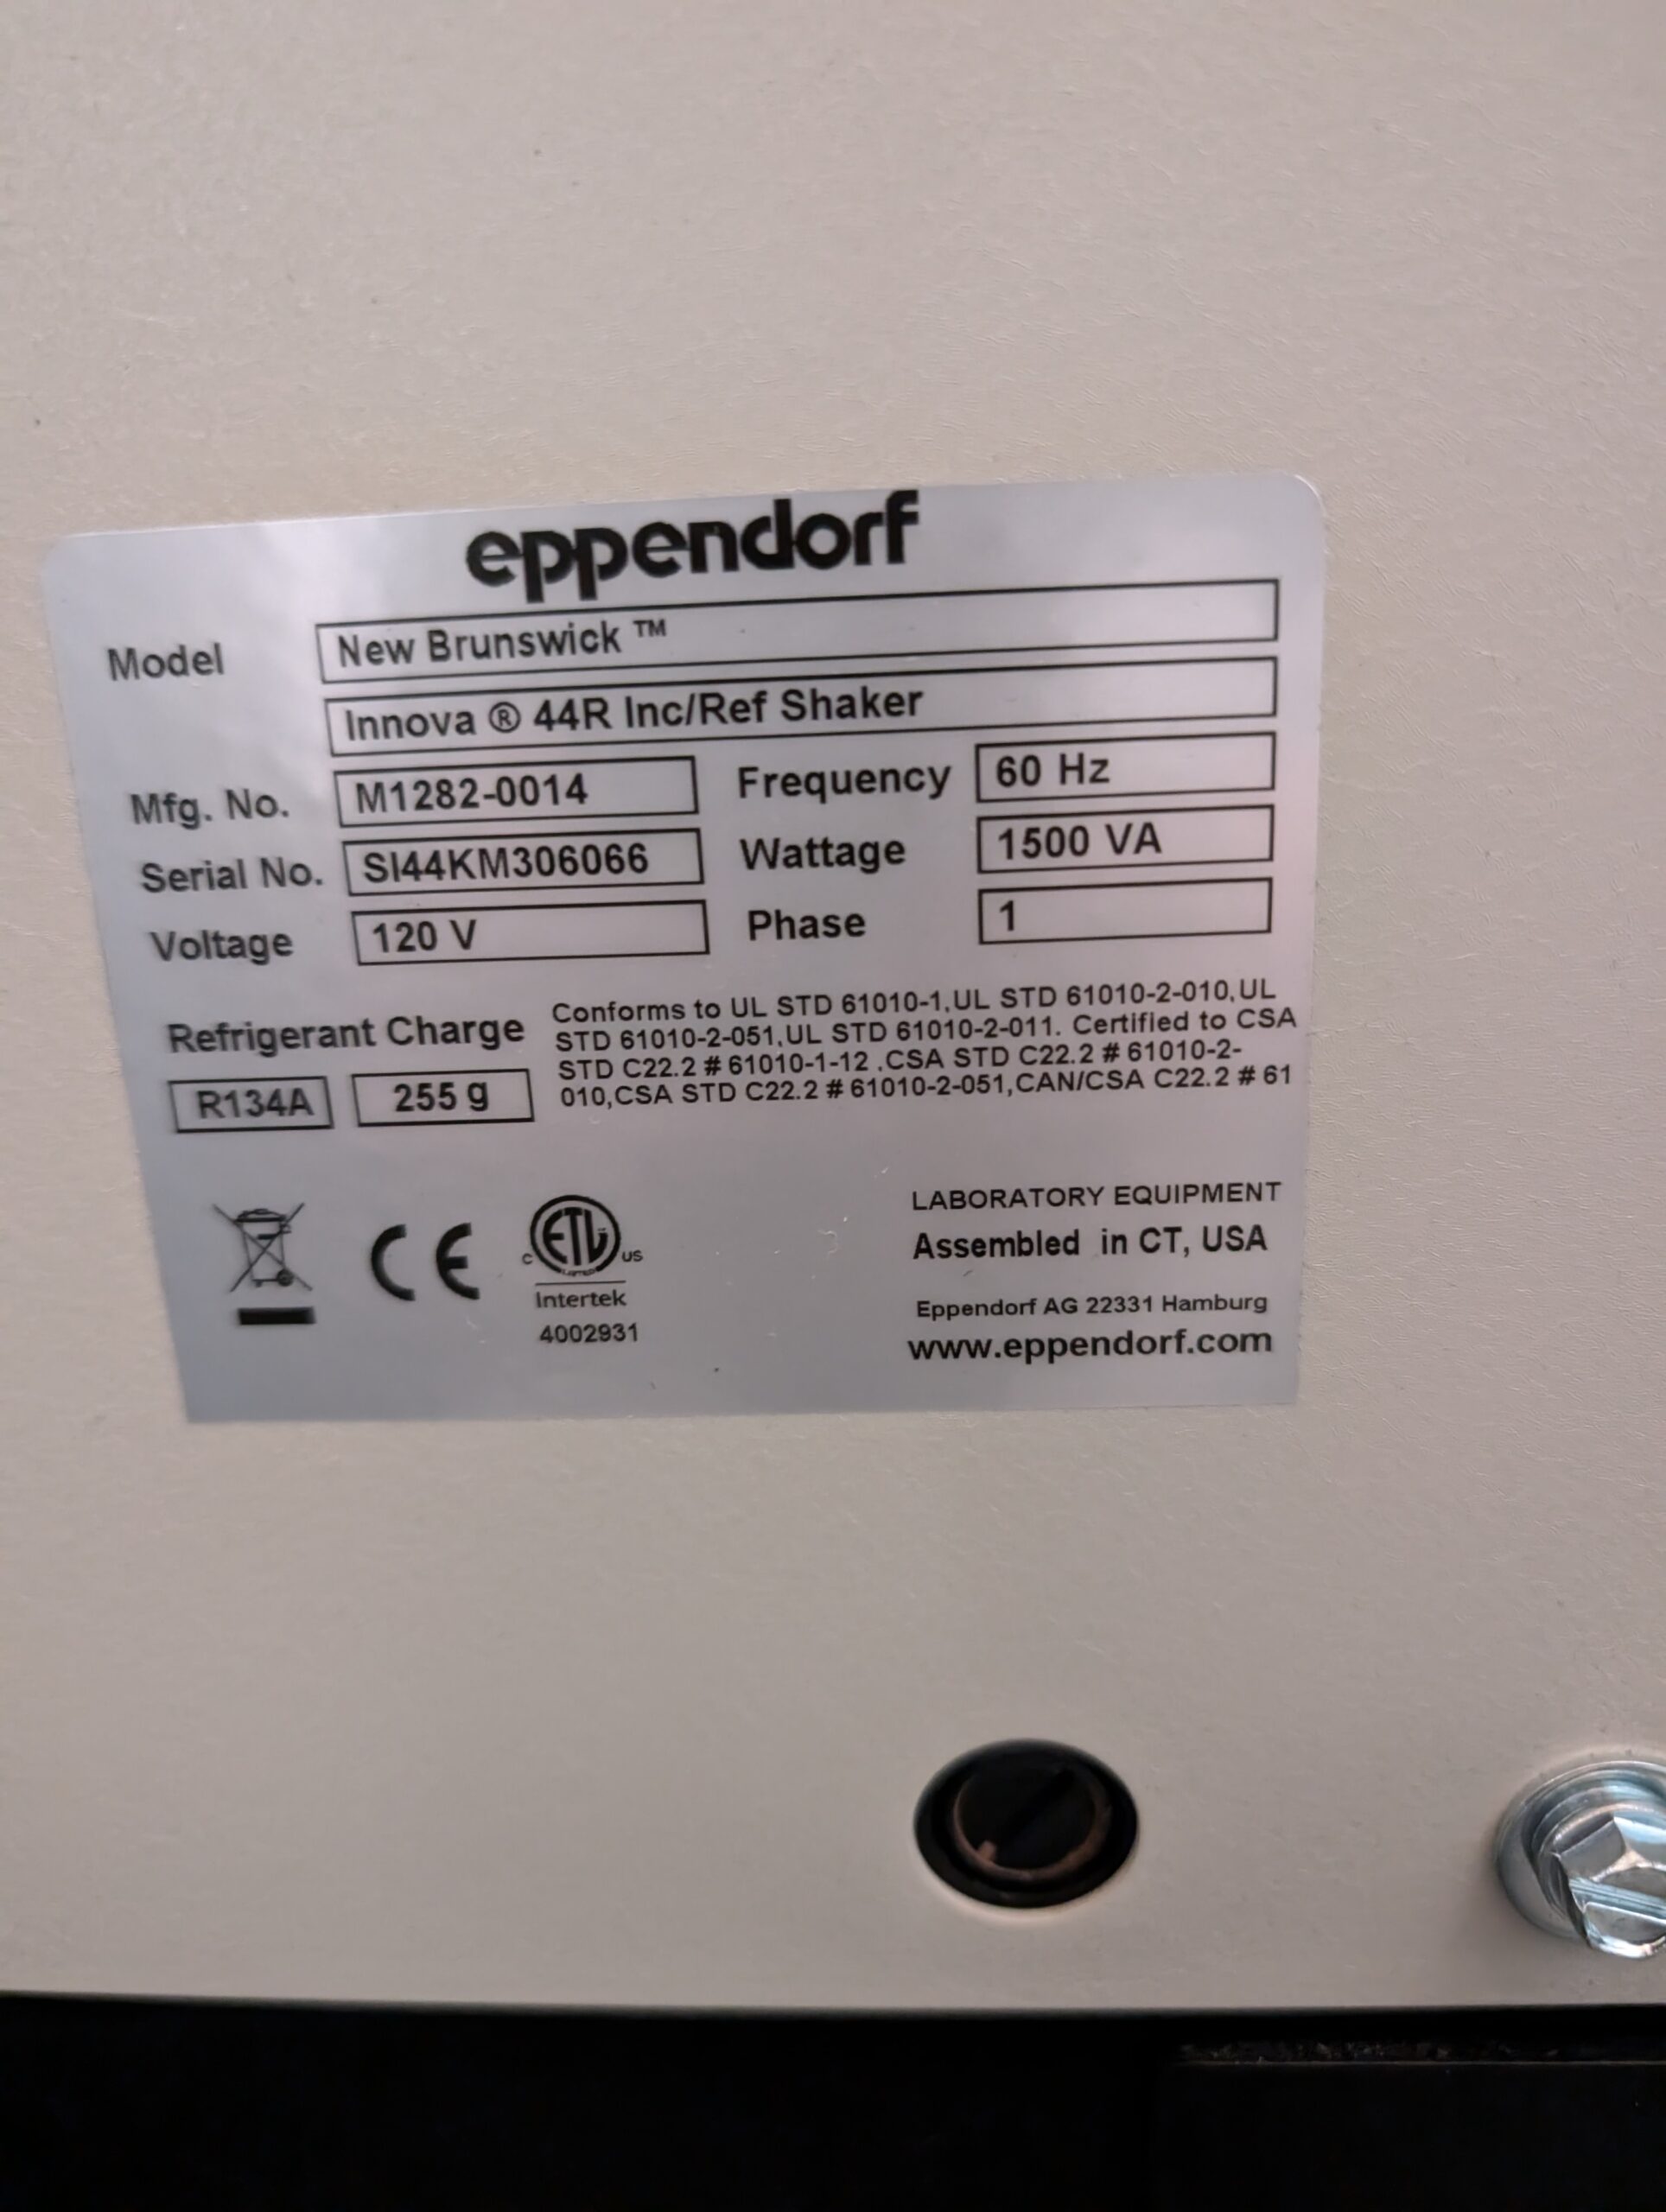 eppendorf
Model New Brunswick ™
Innova ® 44R Inc/Ref Shaker
Mfg. No. M1282-0014 Frequency 60 Hz
Serial No. SI44KM306066 Wattage 1500 VA
Voltage 120 V Phase 1
Refrigerant Charge
R134A 255 g
Conforms to UL STD 61010-1,UL STD 61010-2-010,UL
STD 61010-2-051,UL STD 61010-2-011. Certified to CSA
STD C22.2 # 61010-1-12 ,CSA STD C22.2 # 61010-2-
010,CSA STD C22.2 # 61010-2-051,CAN/CSA C22.2 # 61
CE
C ETL US
LISTED
Intertek
4002931
LABORATORY EQUIPMENT
Assembled in CT, USA
Eppendorf AG 22331 Hamburg
www.eppendorf.com